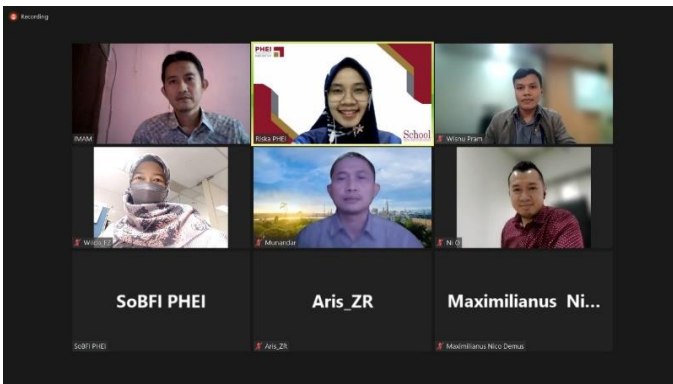 Recording
IMAM
PHEI
School
Riska PHEI
Wisnu Pram
Munandar
SoBFI PHEI
Aris_ZR
Maximilianus Ni...
SoBFI PHEI
Aris_ZR
Maximilianus Nico Demus